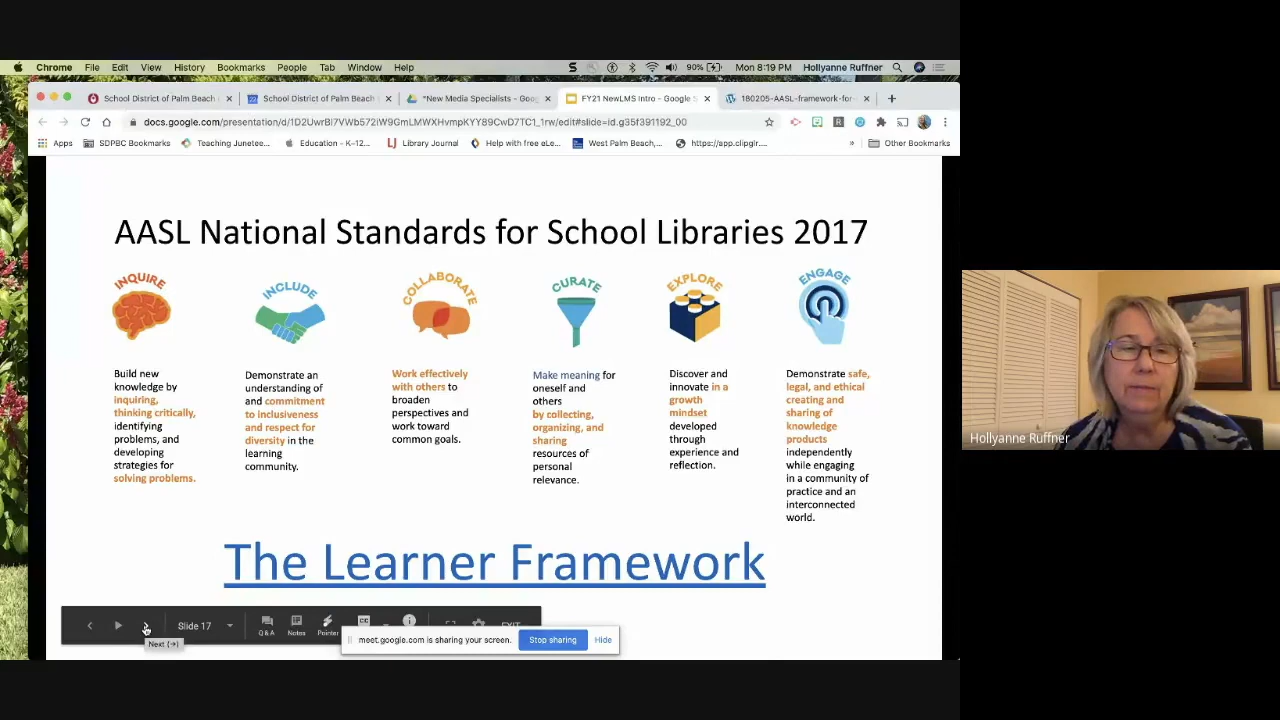 Chrome File Edit View History Bookmarks People Tab Window Help 90% Mon 8:19 PM Hollyanne Ruffner
School District of Palm Beach School District of Palm Beach *New Media Specialists - Goog FY21 NewLMS Intro - Google S 180205-AASL-framework-for-
docs.google.com/presentation/d/1D2UwrBl7VWb572iW9GmLMWXHvmpKYY89CwD7TC1_1rw/edit#slide=id.g35f391192_00
Apps SDPBC Bookmarks Teaching Junetee... Education - K–12... Library Journal Help with free eLe... West Palm Beach,... https://app.clipgr.... » Other Bookmarks
AASL National Standards for School Libraries 2017
INQUIRE
Build new
knowledge by
inquiring,
thinking critically,
identifying
problems, and
developing
strategies for
solving problems.
INCLUDE
Demonstrate an
understanding of
and commitment
to inclusiveness
and respect for
diversity in the
learning
community.
COLLABORATE
Work effectively
with others to
broaden
perspectives and
work toward
common goals.
CURATE
Make meaning for
oneself and
others
by collecting,
organizing, and
sharing
resources of
personal
relevance.
EXPLORE
Discover and
innovate in a
growth
mindset
developed
through
experience and
reflection.
ENGAGE
Demonstrate safe,
legal, and ethical
creating and
sharing of
knowledge
products
independently
while engaging
in a community of
practice and an
interconnected
world.
The Learner Framework
Slide 17 Q&A Notes Pointer CC EXIT
Next (→)
meet.google.com is sharing your screen. Stop sharing Hide
Hollyanne Ruffner